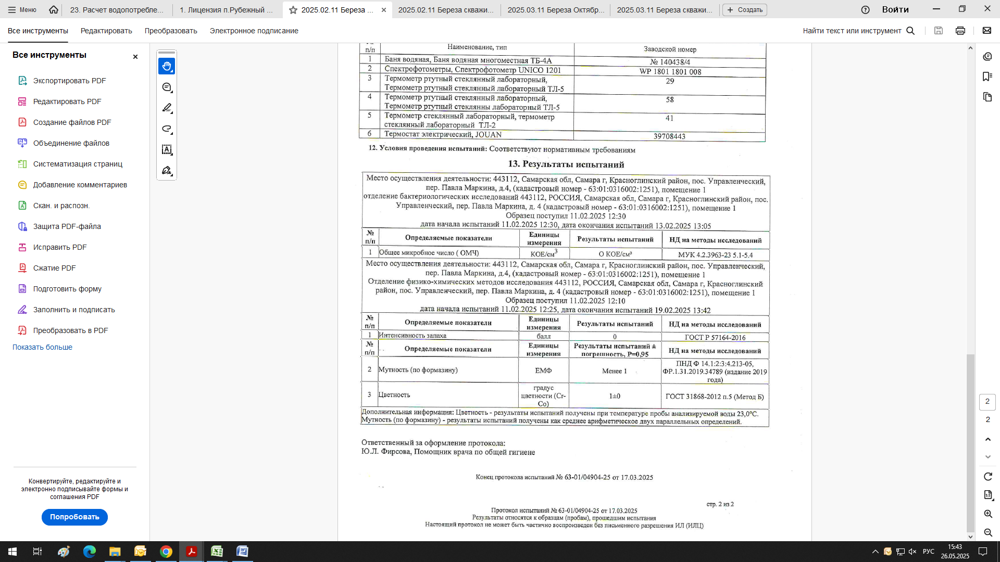 Меню
23. Расчет водопотребле...
1. Лицензия п.Рубежный ...
2025.02.11 Береза ...
2025.02.11 Береза скважи...
2025.03.11 Береза Октябр...
2025.03.11 Береза скважи...
Создать
Войти
Все инструменты
Редактировать
Преобразовать
Электронное подписание
Найти текст или инструмент
Все инструменты
Экспортировать PDF
Редактировать PDF
Создание файлов PDF
Объединение файлов
Систематизация страниц
Добавление комментариев
Скан. и распозн.
Защита PDF-файла
Исправить PDF
Сжатие PDF
Подготовить форму
Заполнить и подписать
Преобразовать в PDF
Показать больше
Конвертируйте, редактируйте и
электронно подписывайте формы и
соглашения PDF
Попробовать
п/п Наименование, тип Заводской номер
1 Баня водяная, Баня водяная многоместная ТБ-4А № 140438/4
2 Спектрофотометры, Спектрофотометр UNICO 1201 WP 1801 1801 008
3 Термометр ртутный стеклянный лабораторный, 29
Термометр ртутный стеклянный лабораторный ТЛ-5
4 Термометр ртутный стеклянный лабораторный, 58
Термометр ртутный стеклянны лабораторный ТЛ-5
5 Термометр стеклянный лабораторный, термометр 41
стеклянный лабораторный ТЛ-2
6 Термостат электрический, JOUAN 39708443
12. Условия проведения испытаний: Соответствуют нормативным требованиям
13. Результаты испытаний
Место осуществления деятельности: 443112, Самарская обл, Самара г, Красноглинский район, пос. Управленческий,
пер. Павла Маркина, д.4, (кадастровый номер - 63:01:0316002:1251), помещение 1
отделение бактериологических исследований 443112, РОССИЯ, Самарская обл, Самара г, Красноглинский район, пос.
Управленческий, пер. Павла Маркина, д. 4 (кадастровый номер - 63:01:0316002:1251), помещение 1
Образец поступил 11.02.2025 12:30
дата начала испытаний 11.02.2025 12:30, дата окончания испытаний 13.02.2025 13:05
№ п/п Определяемые показатели Единицы измерения Результаты испытаний НД на методы исследований
1 Общее микробное число ( ОМЧ) КОЕ/см3 О КОЕ/см³ МУК 4.2.3963-23 5.1-5.4
Место осуществления деятельности: 443112, Самарская обл, Самара г, Красноглинский район, пос. Управленческий,
пер. Павла Маркина, д.4, (кадастровый номер - 63:01:0316002:1251), помещение 1
Отделение физико-химических методов исследования 443112, РОССИЯ, Самарская обл, Самара г, Красноглинский
район, пос. Управленческий, пер. Павла Маркина, д. 4 (кадастровый номер - 63:01:0316002:1251), помещение 1
Образец поступил 11.02.2025 12:10
дата начала испытаний 11.02.2025 12:25, дата окончания испытаний 19.02.2025 13:42
№ п/п Определяемые показатели Единицы измерения Результаты испытаний НД на методы исследований
1 Интенсивность запаха балл 0 ГОСТ Р 57164-2016
№ п/п Определяемые показатели Единицы измерения Результаты испытаний ± погрешность, P=0,95 НД на методы исследований
2 Мутность (по формазину) ЕМФ Менее 1 ПНД Ф 14.1:2:3:4.213-05,
ФР.1.31.2019.34789 (издание 2019
года)
3 Цветность градус цветности (Cr-Co) 1±0 ГОСТ 31868-2012 п.5 (Метод Б)
Дополнительная информация: Цветность - результаты испытаний получены при температуре пробы анализируемой воды 23,0°С.
Мутность (по формазину) - результаты испытаний получены как среднее арифметическое двух параллельных определений.
Ответственный за оформление протокола:
Ю.Л. Фирсова, Помощник врача по общей гигиене
Конец протокола испытаний № 63-01/04904-25 от 17.03.2025
стр. 2 из 2
Протокол испытаний № 63-01/04904-25 от 17.03.2025
Результаты относятся к образцам (пробам), прошедшим испытания
Настоящий протокол не может быть частично воспроизведен без письменного разрешения ИЛ (ИЛЦ)
2
2
РУС
15:43
26.05.2025